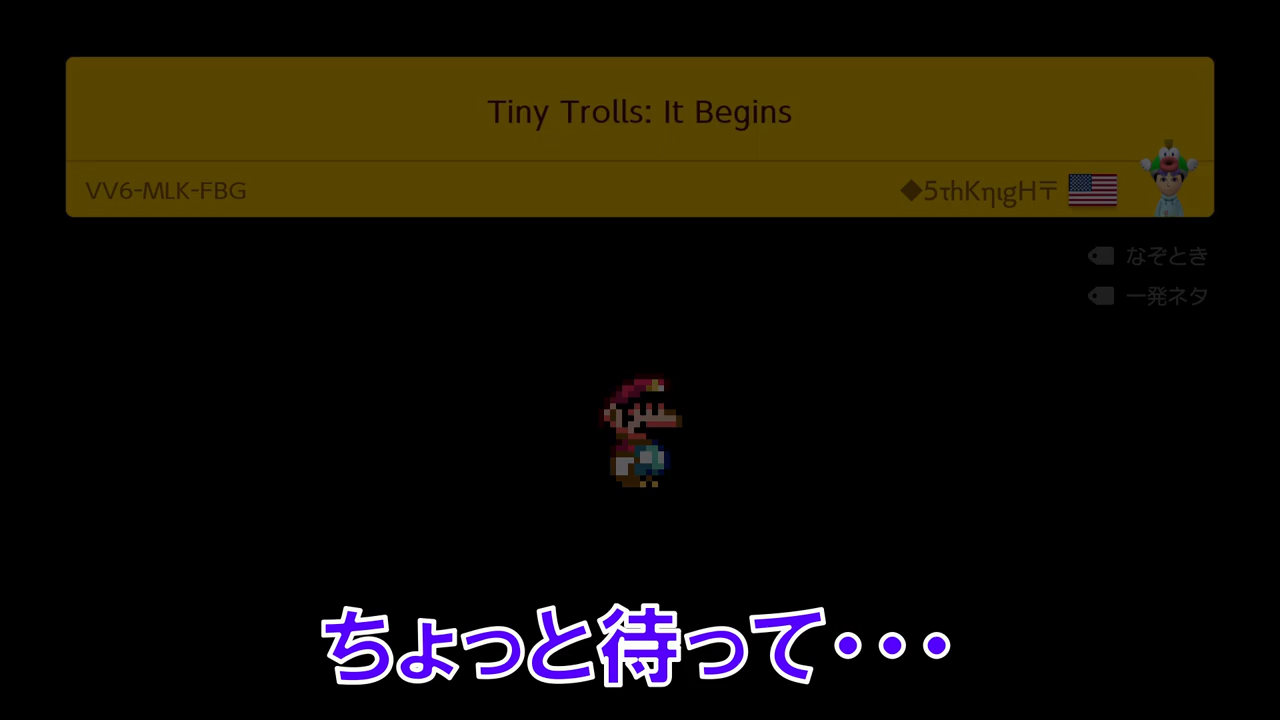 Tiny Trolls: It Begins
VV6-MLK-FBG
◆5τhKηιgH〒
なぞとき
一発ネタ
ちょっと待って・・・